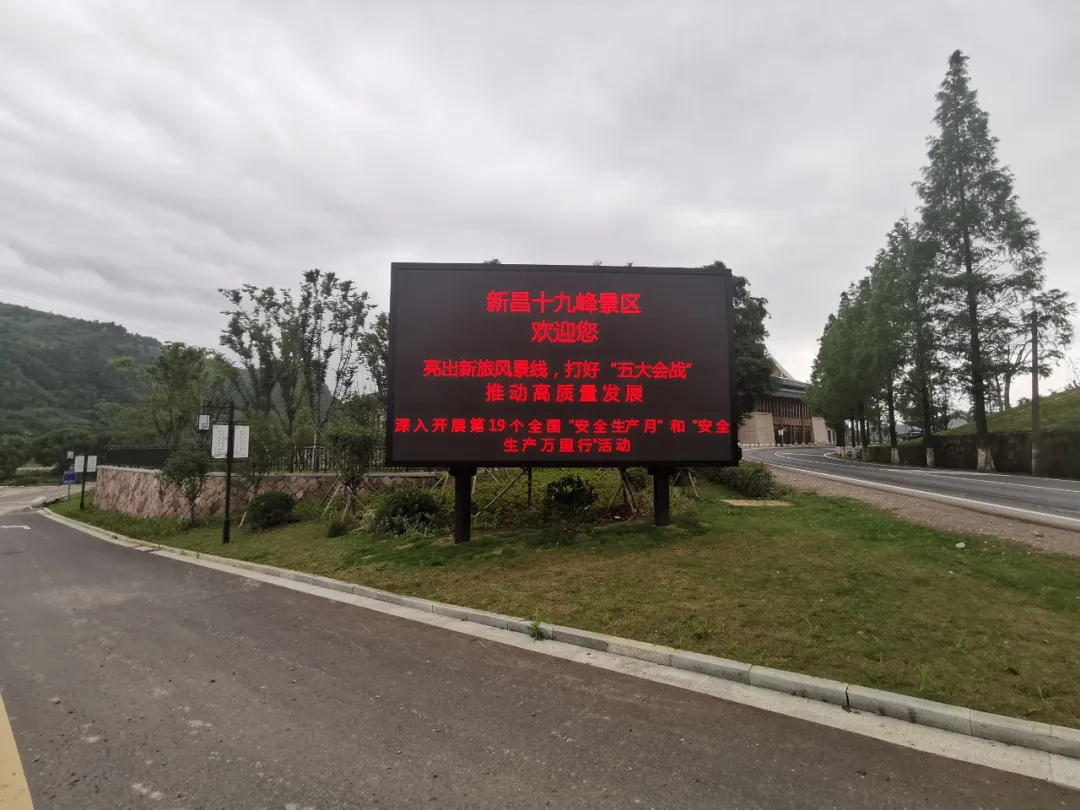 新昌十九峰景区
欢迎您
亮出新旅风景线，打好“五大会战”
推动高质量发展
深入开展第19个全国“安全生产月”和“安全
生产万里行”活动